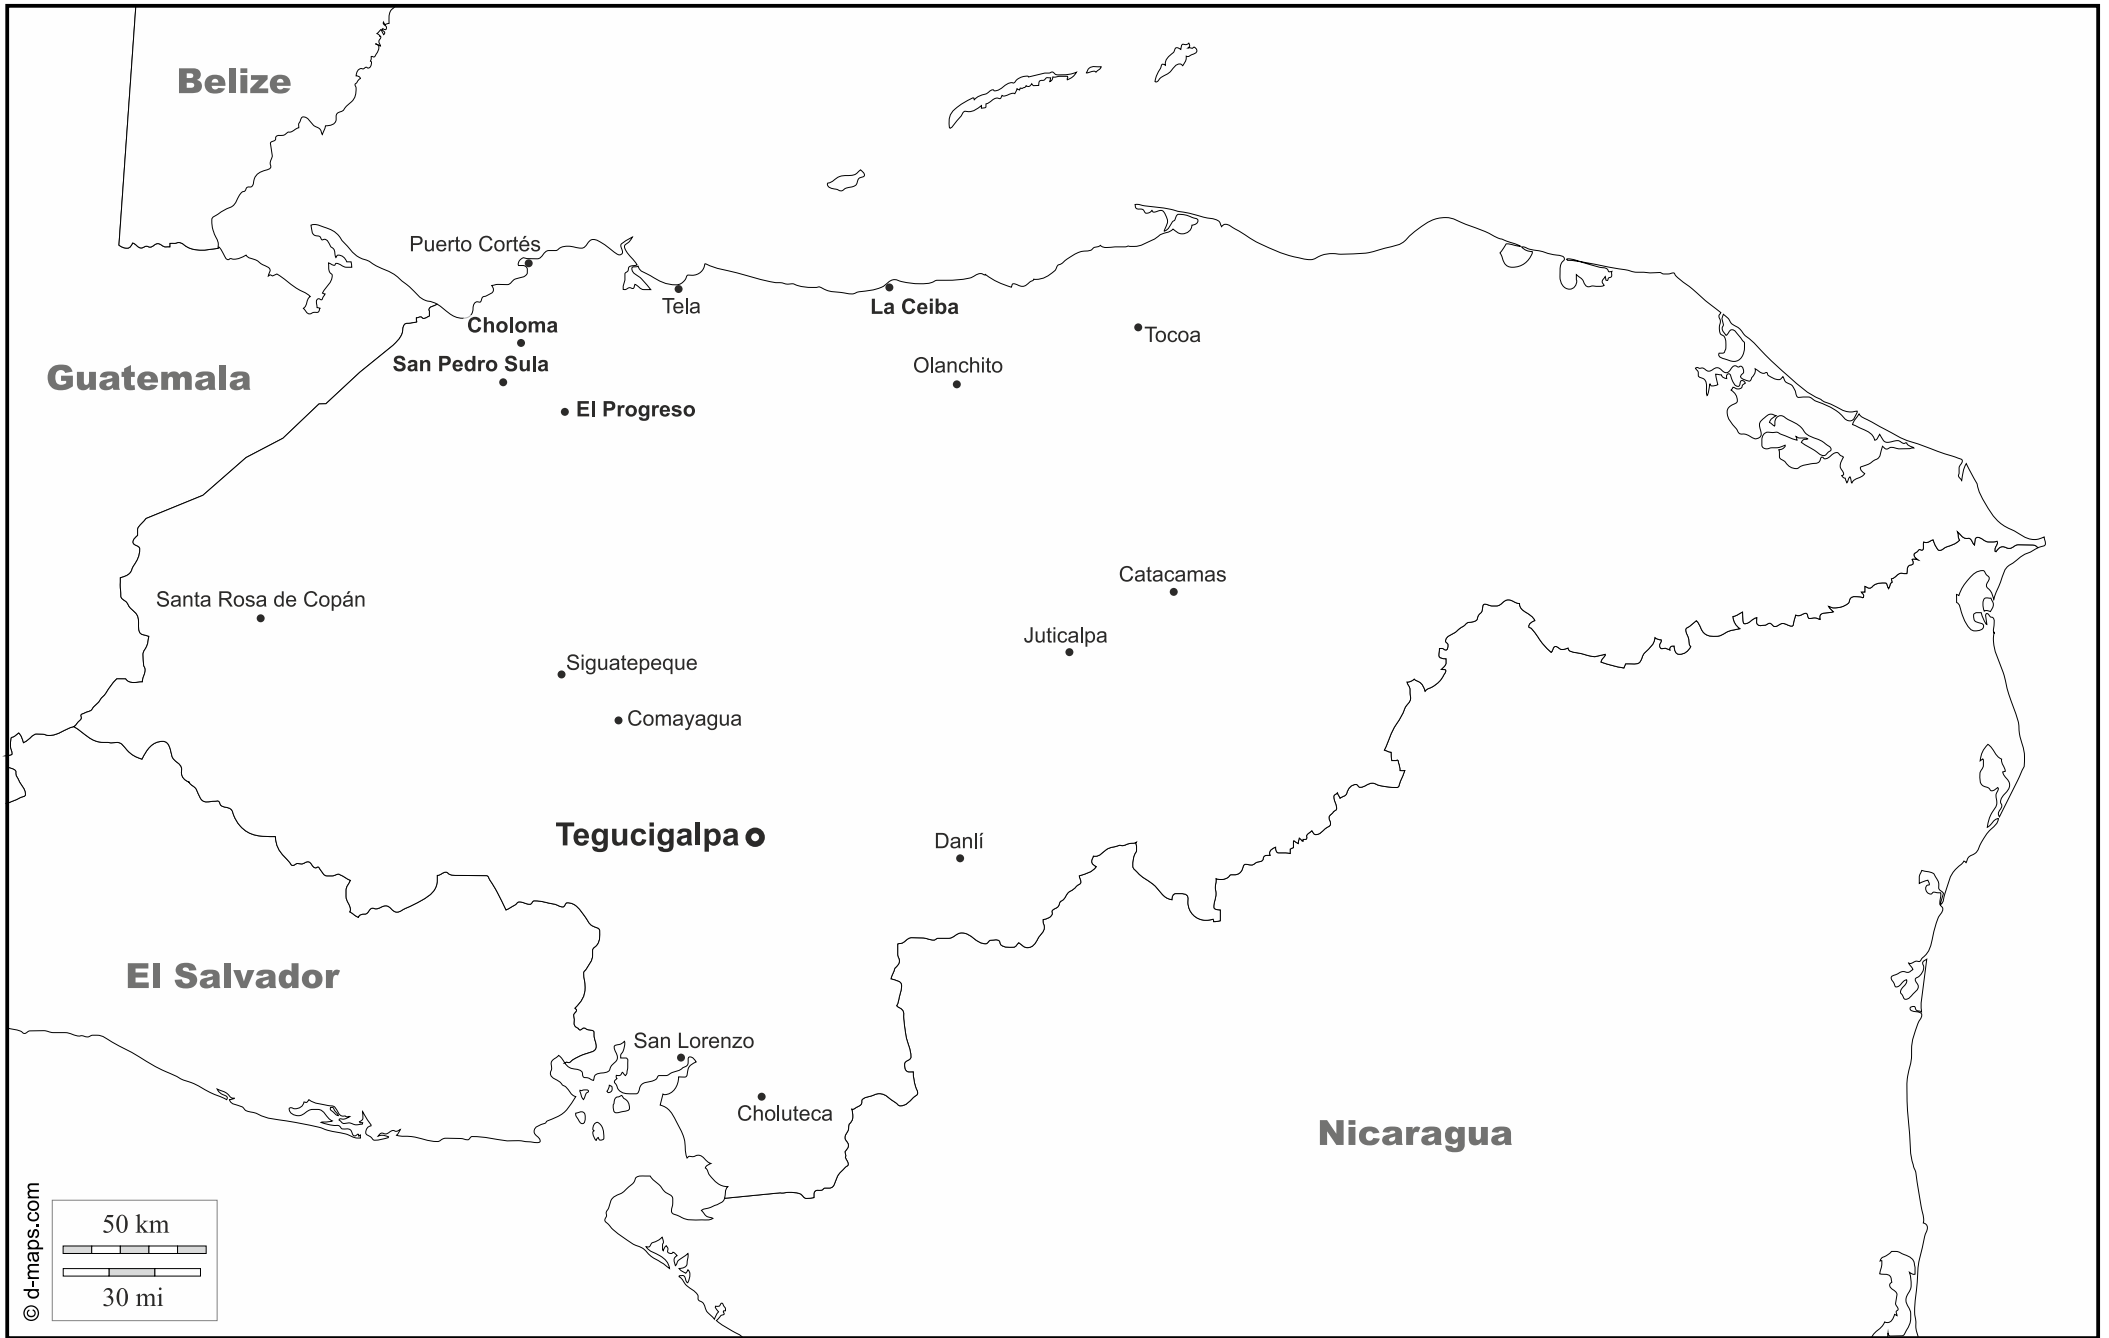 Belize
Puerto Cortés
Tela
La Ceiba
Choloma
Tocoa
San Pedro Sula
Olanchito
Guatemala
El Progreso
Catacamas
Santa Rosa de Copán
Juticalpa
Siguatepeque
Comayagua
Tegucigalpa
Danlí
El Salvador
San Lorenzo
Choluteca
Nicaragua
50 km
30 mi
© d-maps.com